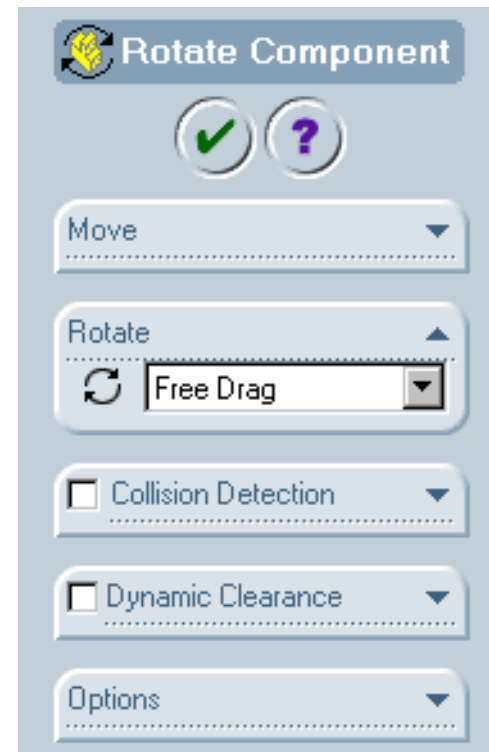 Rotate Component
?
Move
Rotate
Free Drag
Collision Detection
Dynamic Clearance
Options